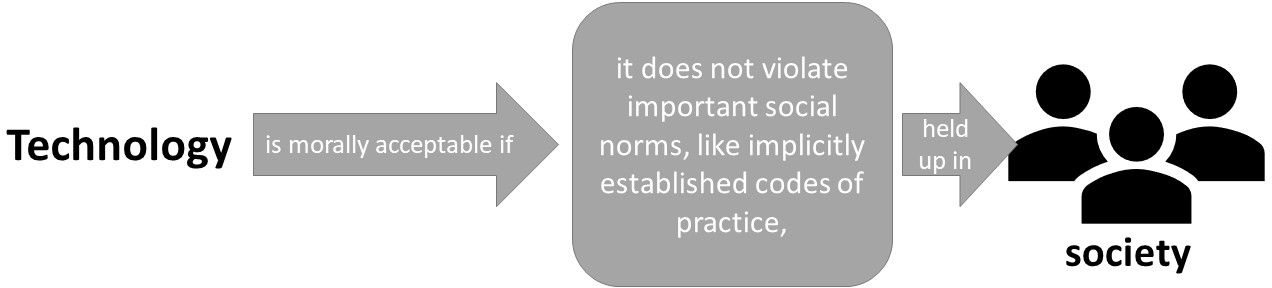 Technology
is morally acceptable if
it does not violate
important social
norms, like implicitly
established codes of
practice,
held
up in
society